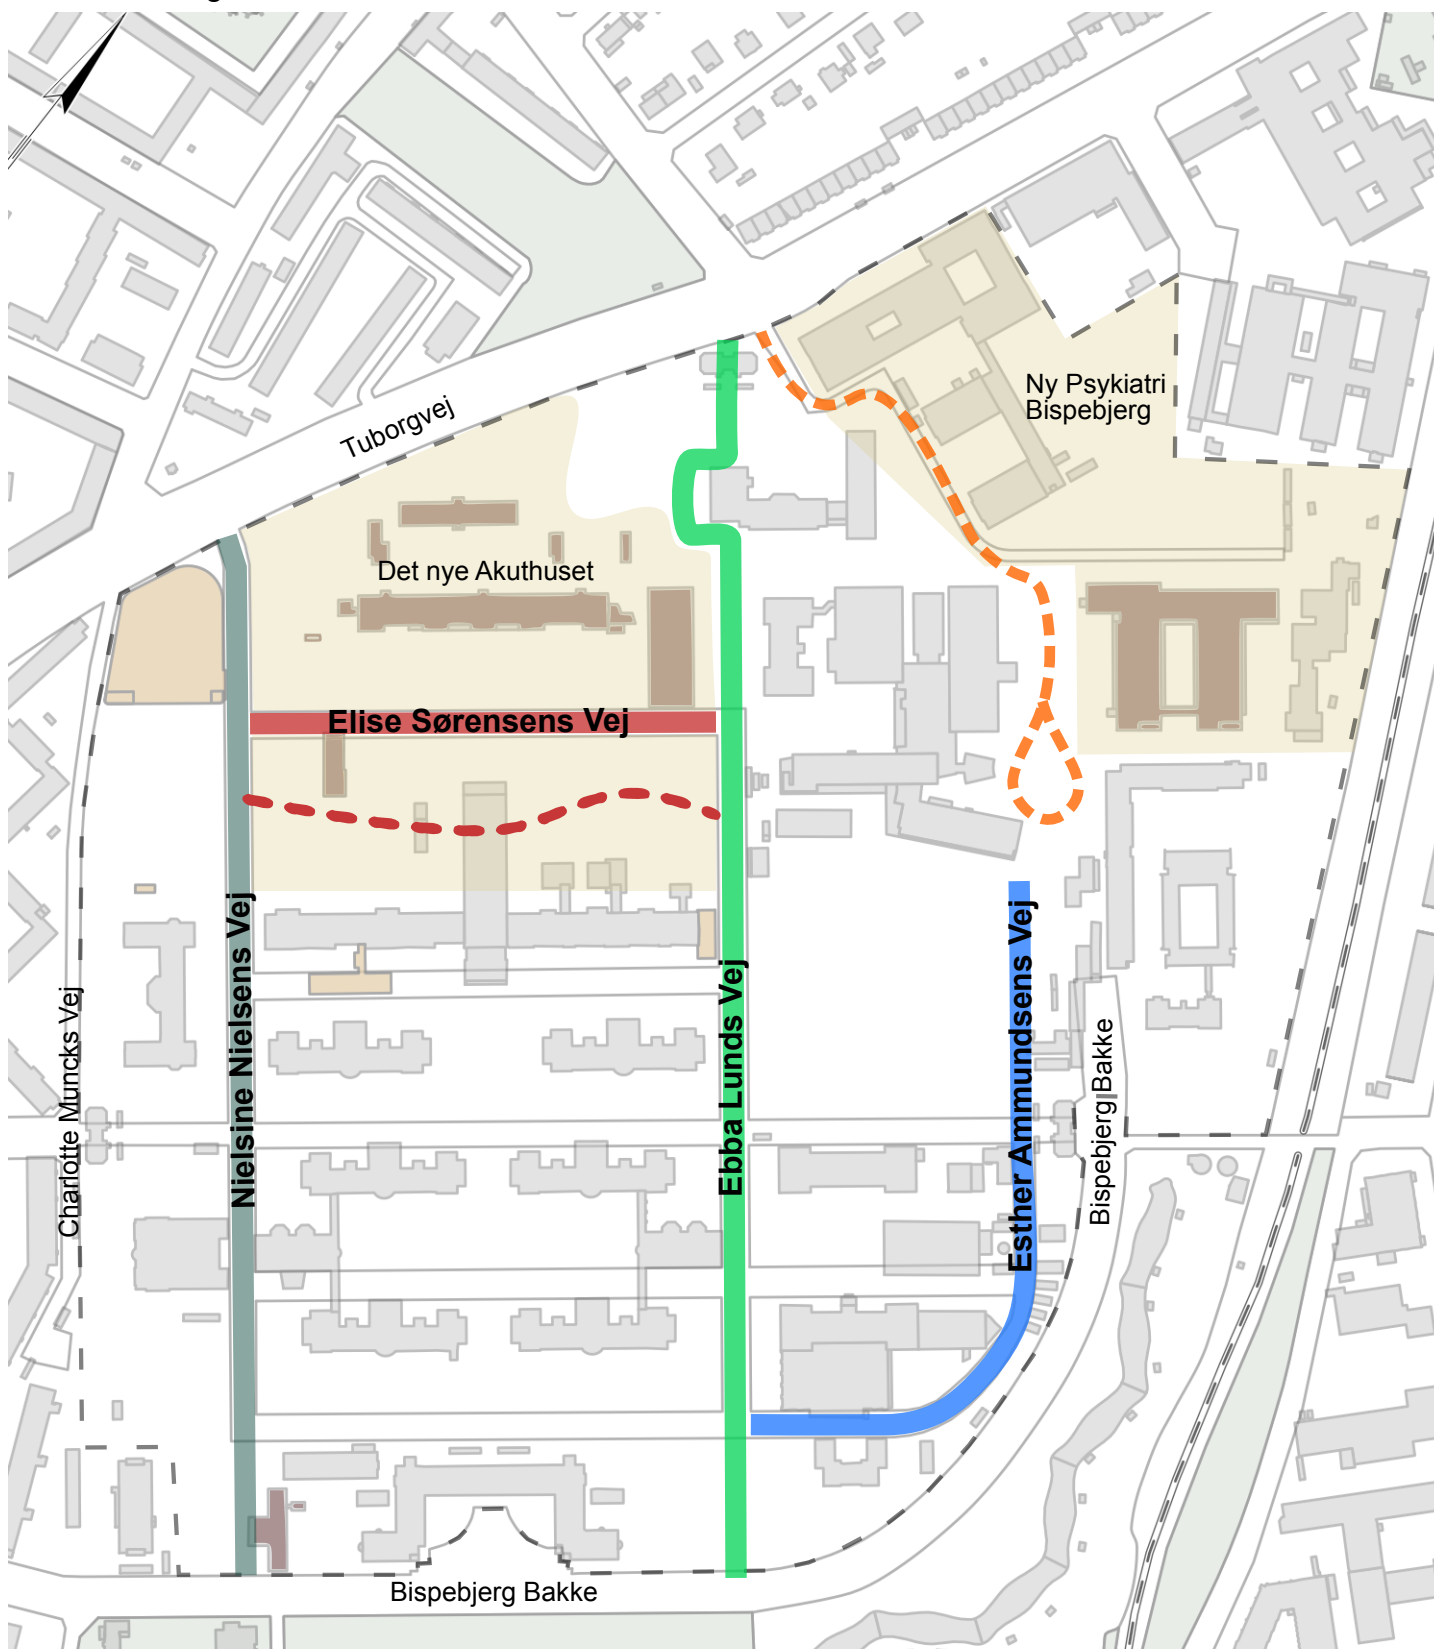 Ny Psykiatri
Bispebjerg
Tuborgvej
Det nye Akuthuset
Elise Sørensens Vej
Nielsine Nielsens Vej
Ebba Lunds Vej
Esther Ammundsens Vej
Charlotte Muncks Vej
Bispebjerg Bakke
Bispebjerg Bakke